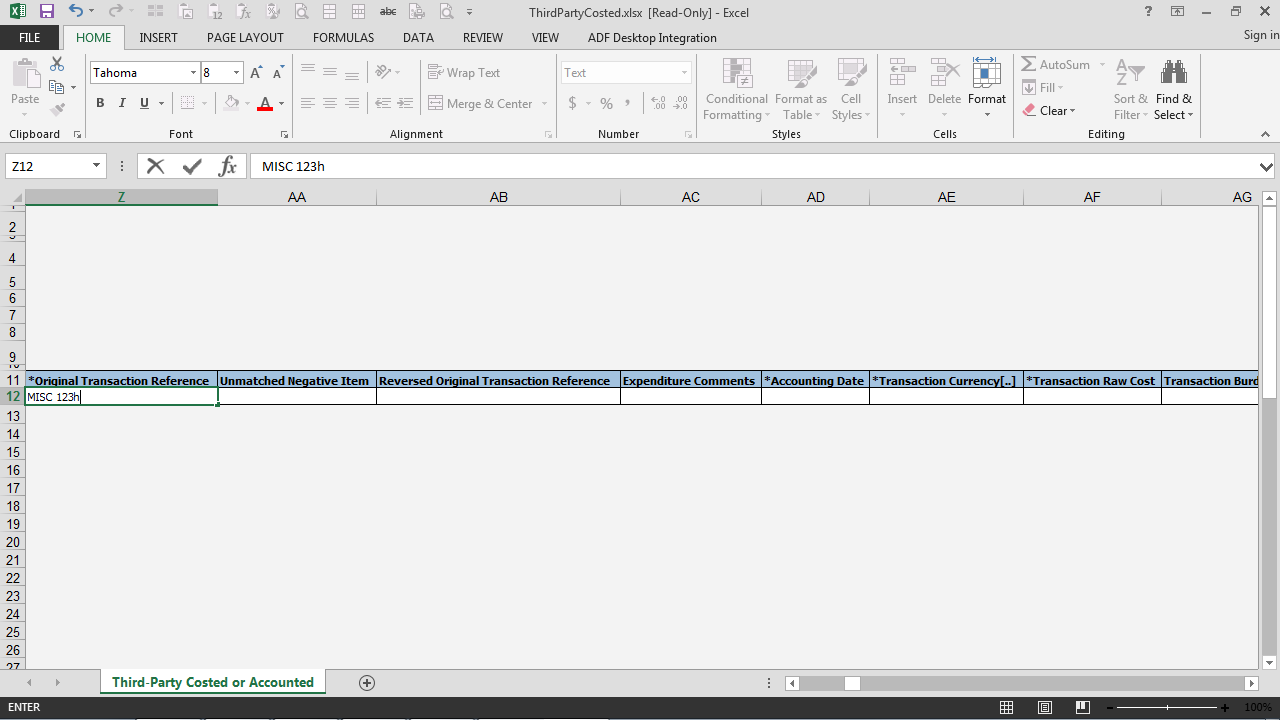 ThirdPartyCosted.xlsx [Read-Only] - Excel
FILE HOME INSERT PAGE LAYOUT FORMULAS DATA REVIEW VIEW ADF Desktop Integration Sign in
Tahoma 8 Wrap Text Text AutoSum
Paste B I U A Merge & Center $ % Conditional Formatting Format as Table Cell Styles Insert Delete Format Fill Clear Sort & Filter Find & Select
Clipboard Font Alignment Number Styles Cells Editing
Z12 fx MISC 123h
Z AA AB AC AD AE AF AG
2
4
5
6
7
8
9
11 *Original Transaction Reference Unmatched Negative Item Reversed Original Transaction Reference Expenditure Comments *Accounting Date *Transaction Currency[..] *Transaction Raw Cost Transaction Burd
12 MISC 123h
13
14
15
16
17
18
19
20
21
22
23
24
25
26
27
Third-Party Costed or Accounted
ENTER 100%